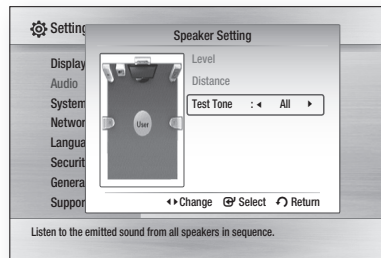 Setting
Speaker Setting
Display
Audio
System
Networ
Langua
Securit
Genera
Suppor
Level
Distance
Test Tone : ◄ All ►
User
◄► Change Select Return
Listen to the emitted sound from all speakers in sequence.